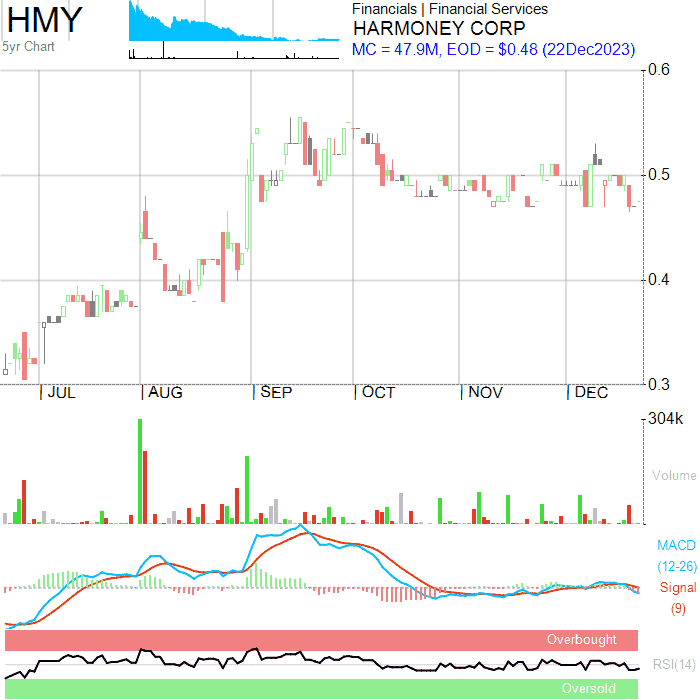 HMY
5yr Chart
Financials | Financial Services
HARMONEY CORP
MC = 47.9M, EOD = $0.48 (22Dec2023)
0.6
0.5
0.4
0.3
JUL
AUG
SEP
OCT
NOV
DEC
304k
Volume
MACD
(12-26)
Signal
(9)
Overbought
RSI(14)
Oversold